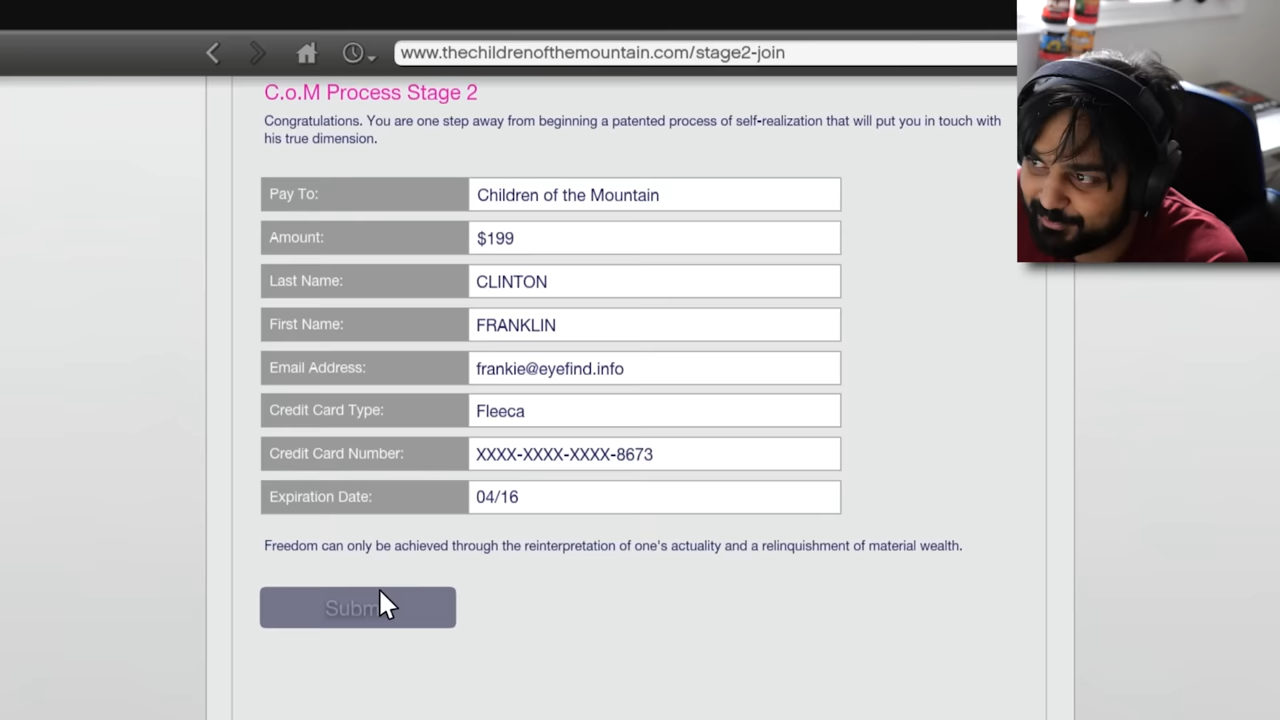 www.thechildrenofthemountain.com/stage2-join
C.o.M Process Stage 2
Congratulations. You are one step away from beginning a patented process of self-realization that will put you in touch with
his true dimension.
Pay To: Children of the Mountain
Amount: $199
Last Name: CLINTON
First Name: FRANKLIN
Email Address: frankie@eyefind.info
Credit Card Type: Fleeca
Credit Card Number: XXXX-XXXX-XXXX-8673
Expiration Date: 04/16
Freedom can only be achieved through the reinterpretation of one's actuality and a relinquishment of material wealth.